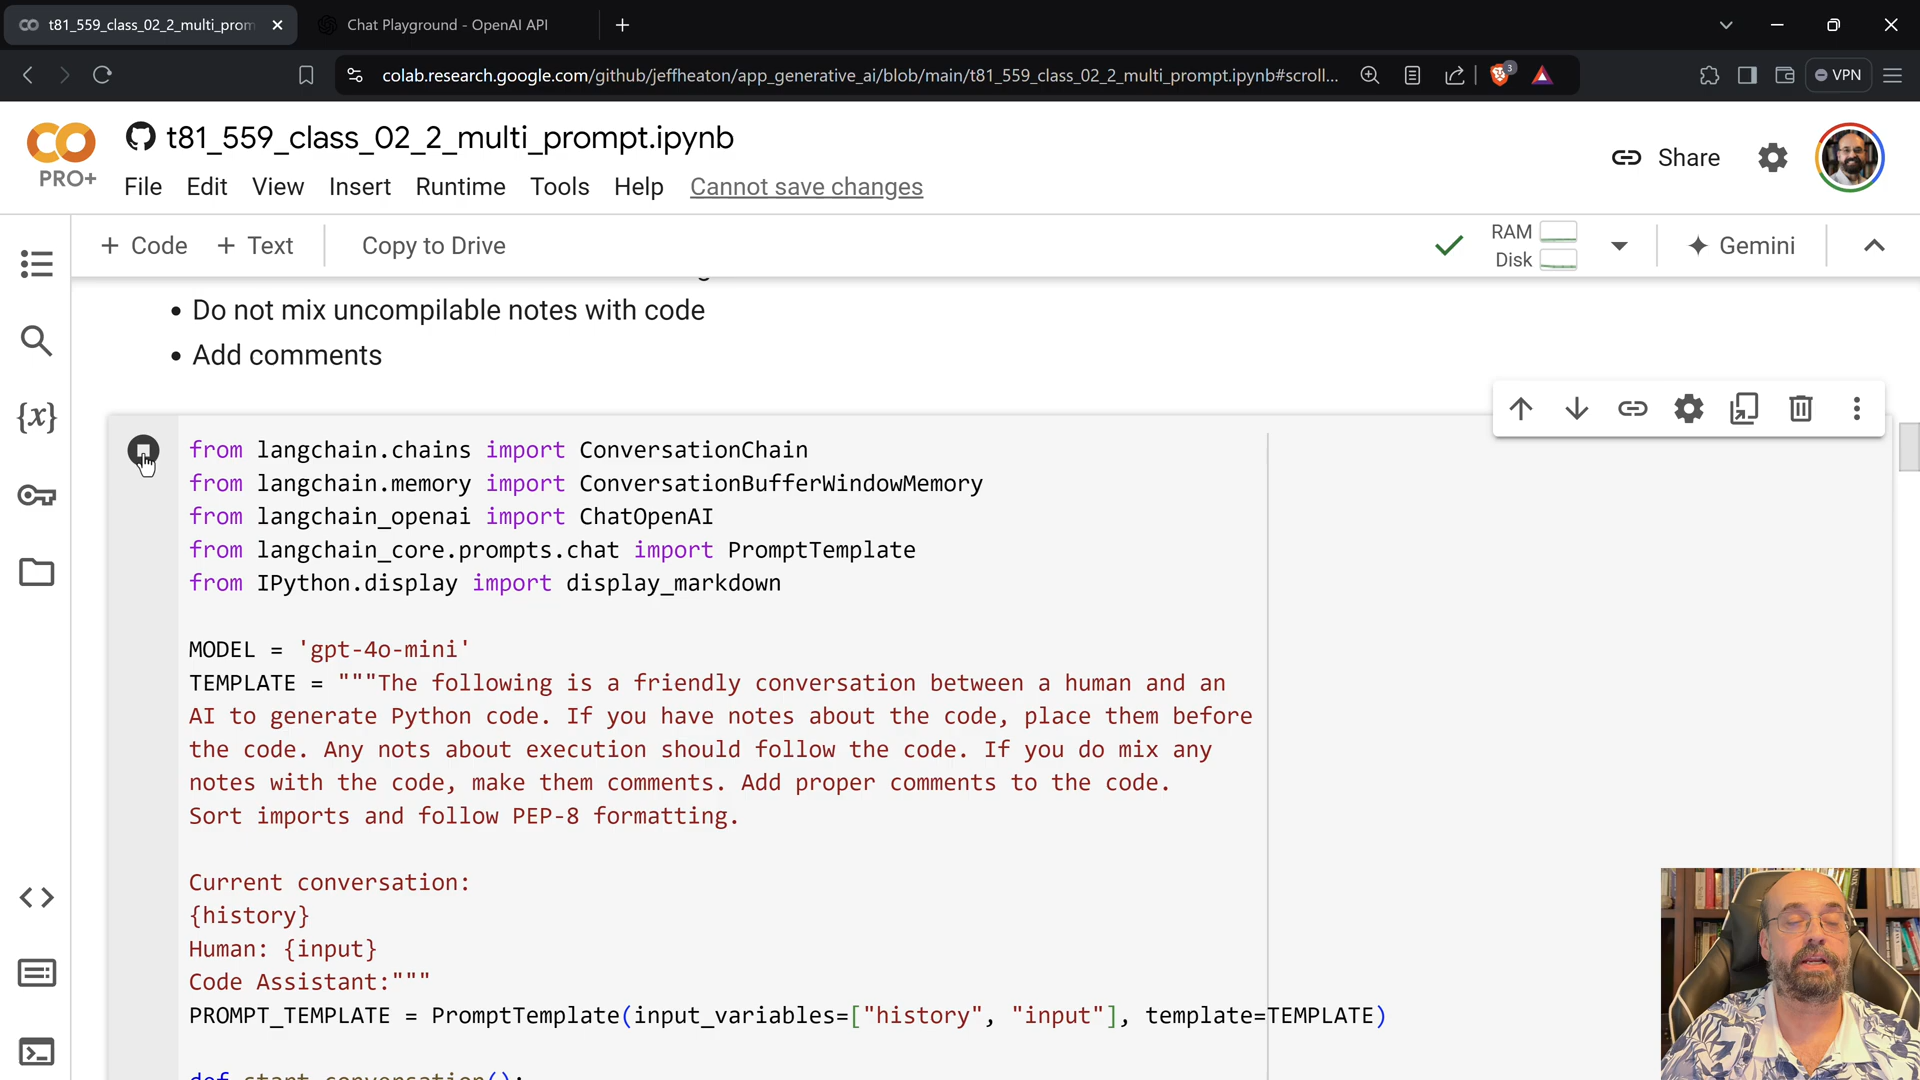 t81_559_class_02_2_multi_prom
Chat Playground - OpenAI API
colab.research.google.com/github/jeffheaton/app_generative_ai/blob/main/t81_559_class_02_2_multi_prompt.ipynb#scroll...
3
VPN
CO
PRO+
t81_559_class_02_2_multi_prompt.ipynb
File Edit View Insert Runtime Tools Help Cannot save changes
Share
+ Code + Text Copy to Drive
RAM
Disk
Gemini
• Do not mix uncompilable notes with code
• Add comments
from langchain.chains import ConversationChain
from langchain.memory import ConversationBufferWindowMemory
from langchain_openai import ChatOpenAI
from langchain_core.prompts.chat import PromptTemplate
from IPython.display import display_markdown
MODEL = 'gpt-4o-mini'
TEMPLATE = """The following is a friendly conversation between a human and an
AI to generate Python code. If you have notes about the code, place them before
the code. Any nots about execution should follow the code. If you do mix any
notes with the code, make them comments. Add proper comments to the code.
Sort imports and follow PEP-8 formatting.
Current conversation:
{history}
Human: {input}
Code Assistant:"""
PROMPT_TEMPLATE = PromptTemplate(input_variables=["history", "input"], template=TEMPLATE)
def start_conversation():